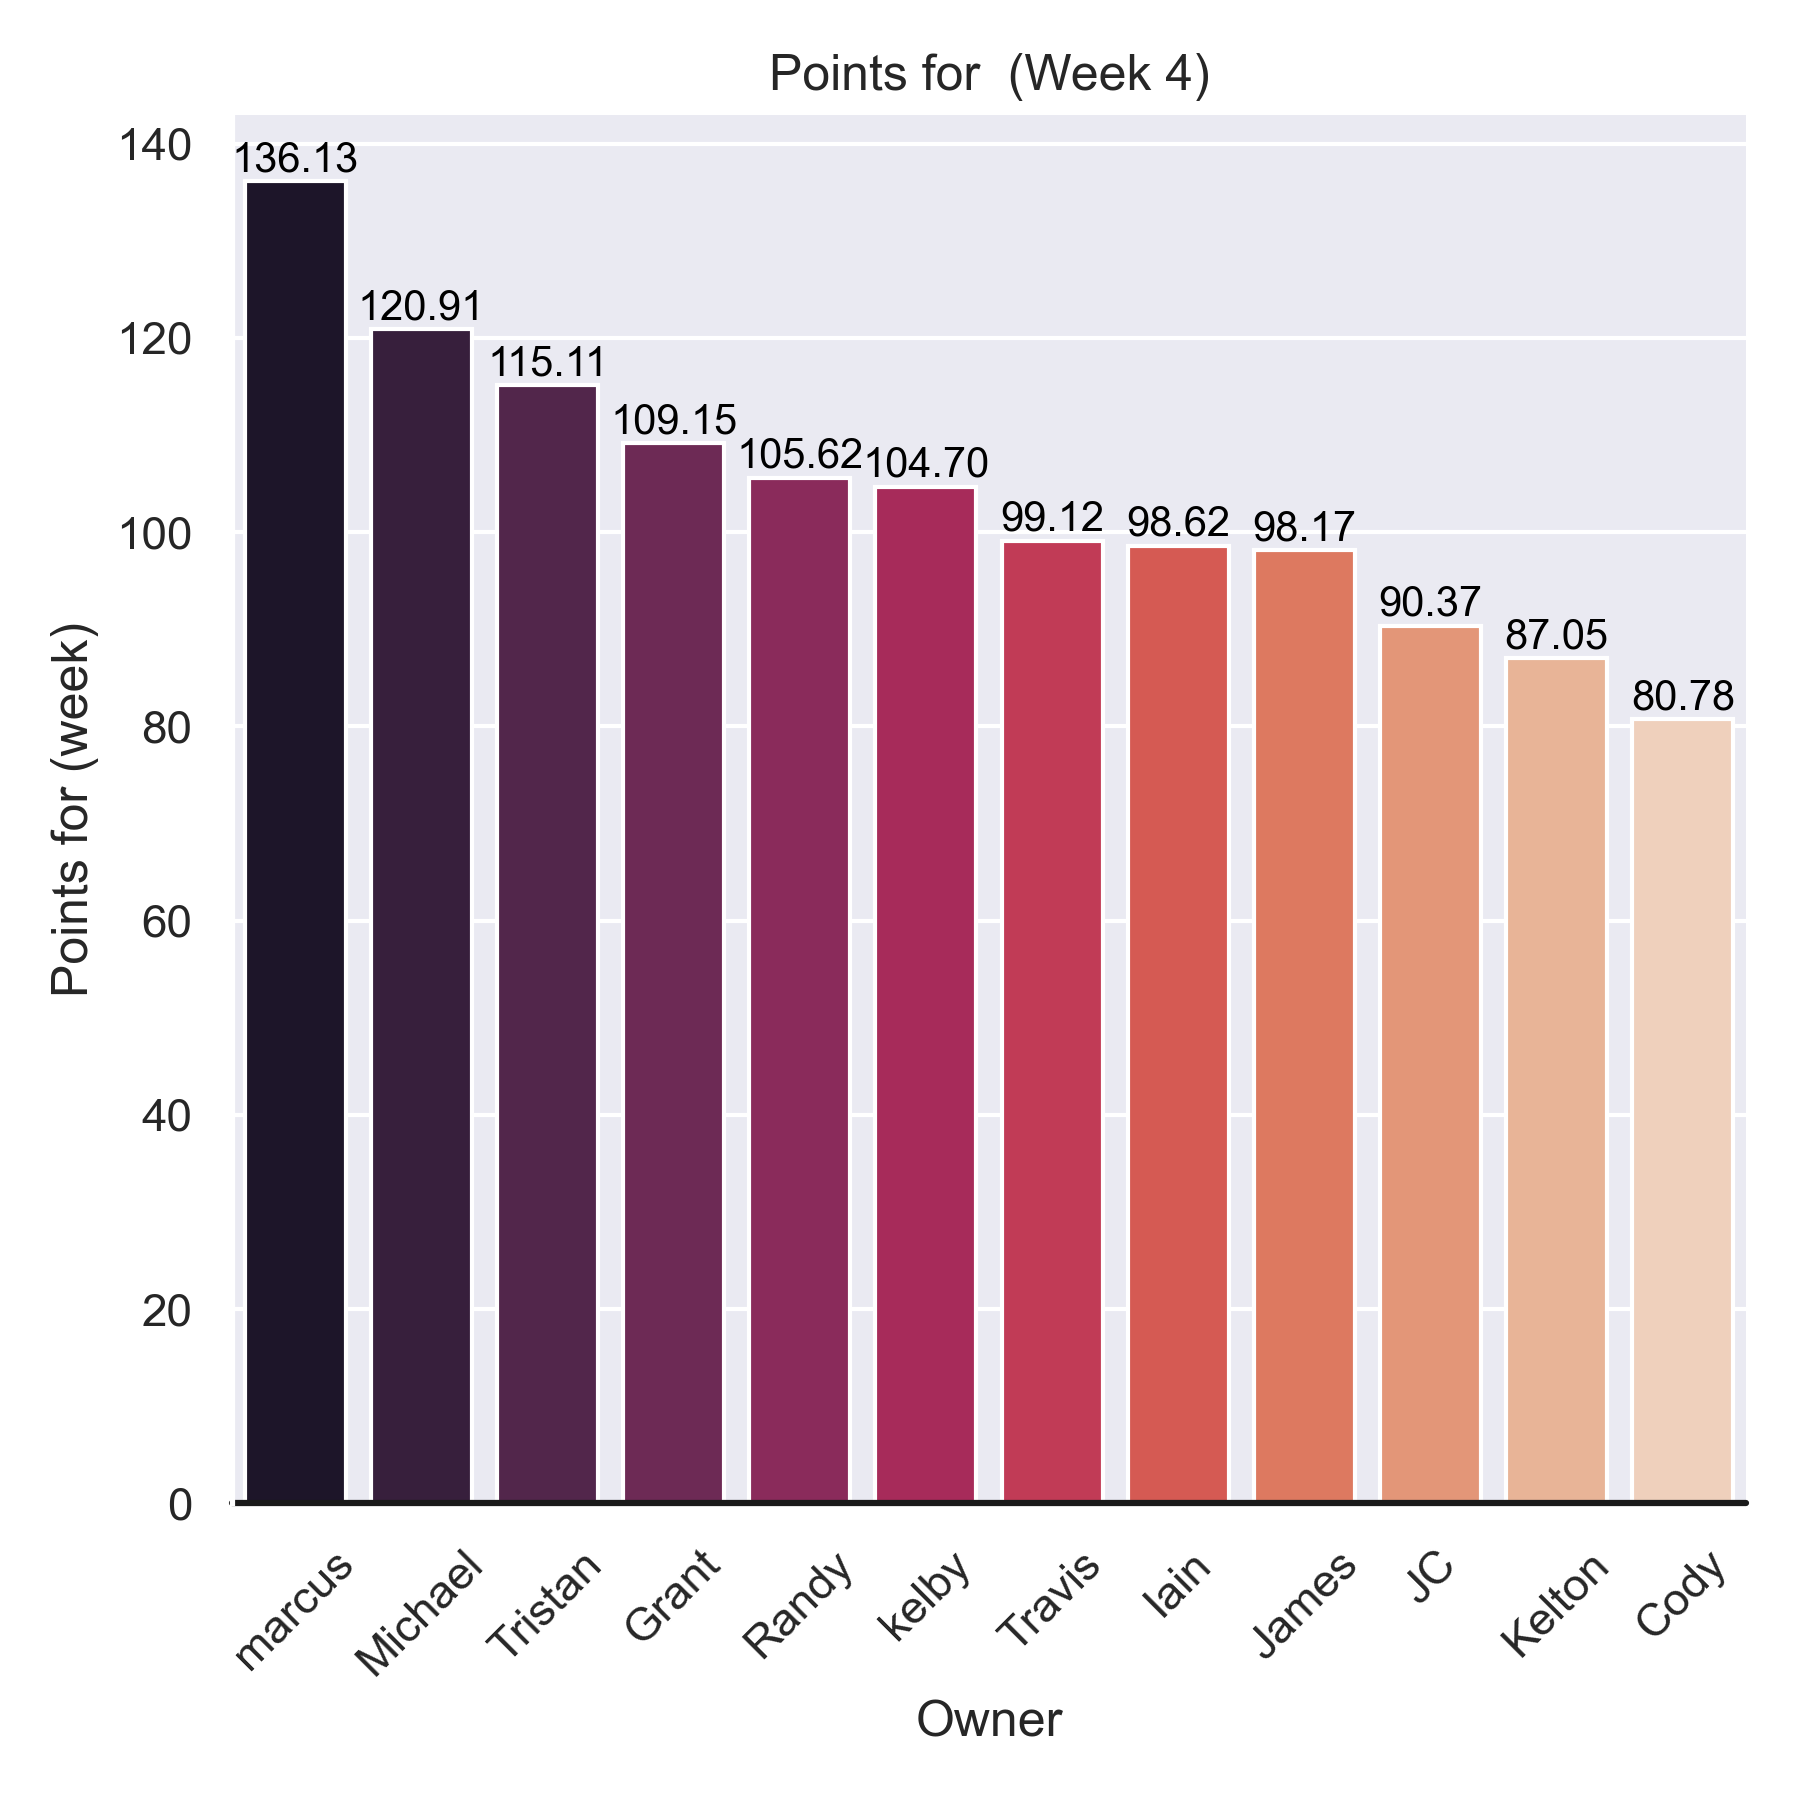 Points for  (Week 4)
140
120
100
80
60
40
20
0
Points for (week)
136.13
120.91
115.11
109.15
105.62
104.70
99.12
98.62
98.17
90.37
87.05
80.78
marcus
Michael
Tristan
Grant
Randy
kelby
Travis
Iain
James
JC
Kelton
Cody
Owner